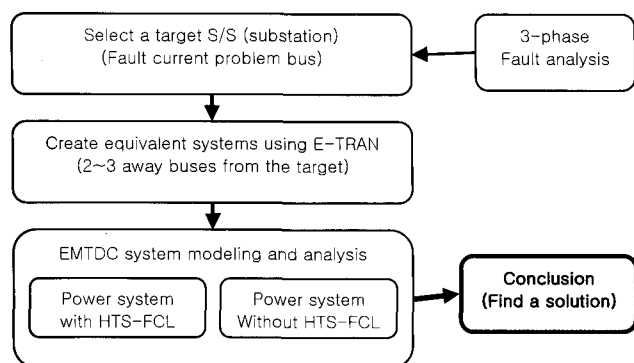 Select a target S/S (substation)
(Fault current problem bus)
3-phase
Fault analysis
Create equivalent systems using E-TRAN
(2~3 away buses from the target)
EMTDC system modeling and analysis
Power system
with HTS-FCL
Power system
Without HTS-FCL
Conclusion
(Find a solution)